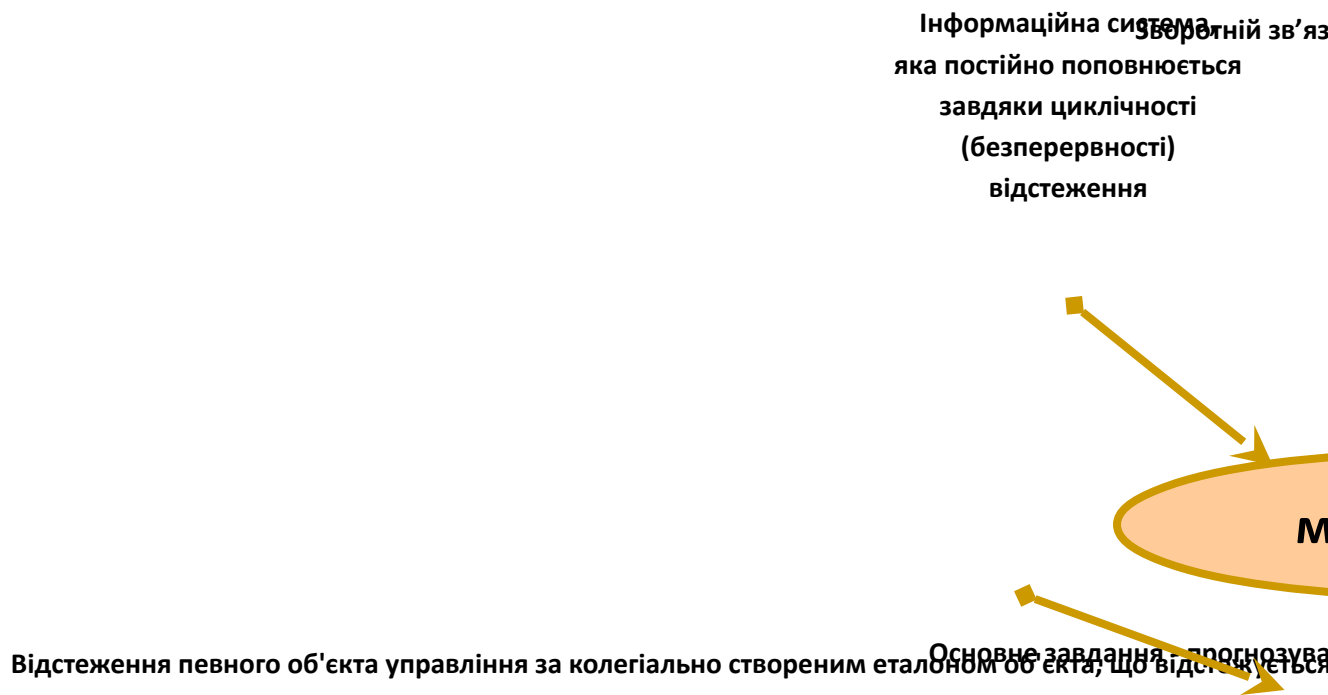 Інформаційна система,
яка постійно поповнюється
завдяки циклічності
(безперервності)
відстеження
Зворотній зв’яз
М
Основне завдання - прогнозува
Відстеження певного об'єкта управління за колегіально створеним еталоном об'єкта, що відстежується